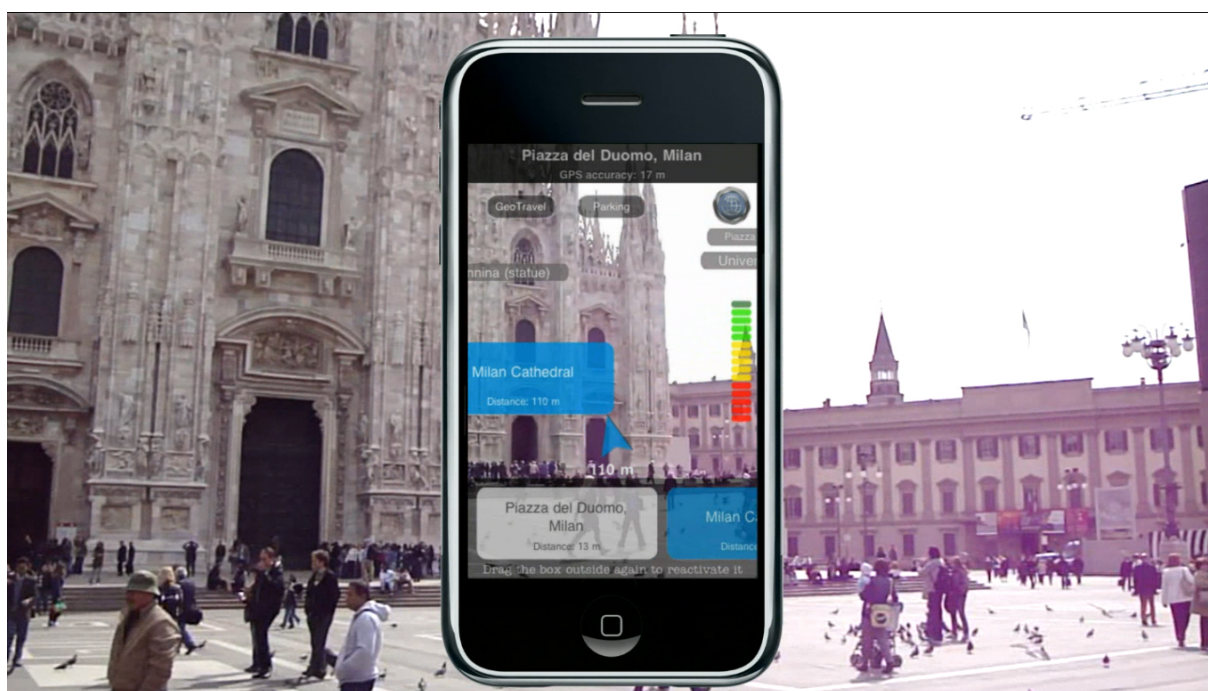 Piazza del Duomo, Milan
GPS accuracy: 17 m
GeoTravel
Parking
Piazza
Univer
nnina (statue)
Milan Cathedral
Distance: 110 m
110 m
Piazza del Duomo,
Milan
Distance: 13 m
Milan C
Distance
Drag the box outside again to reactivate it